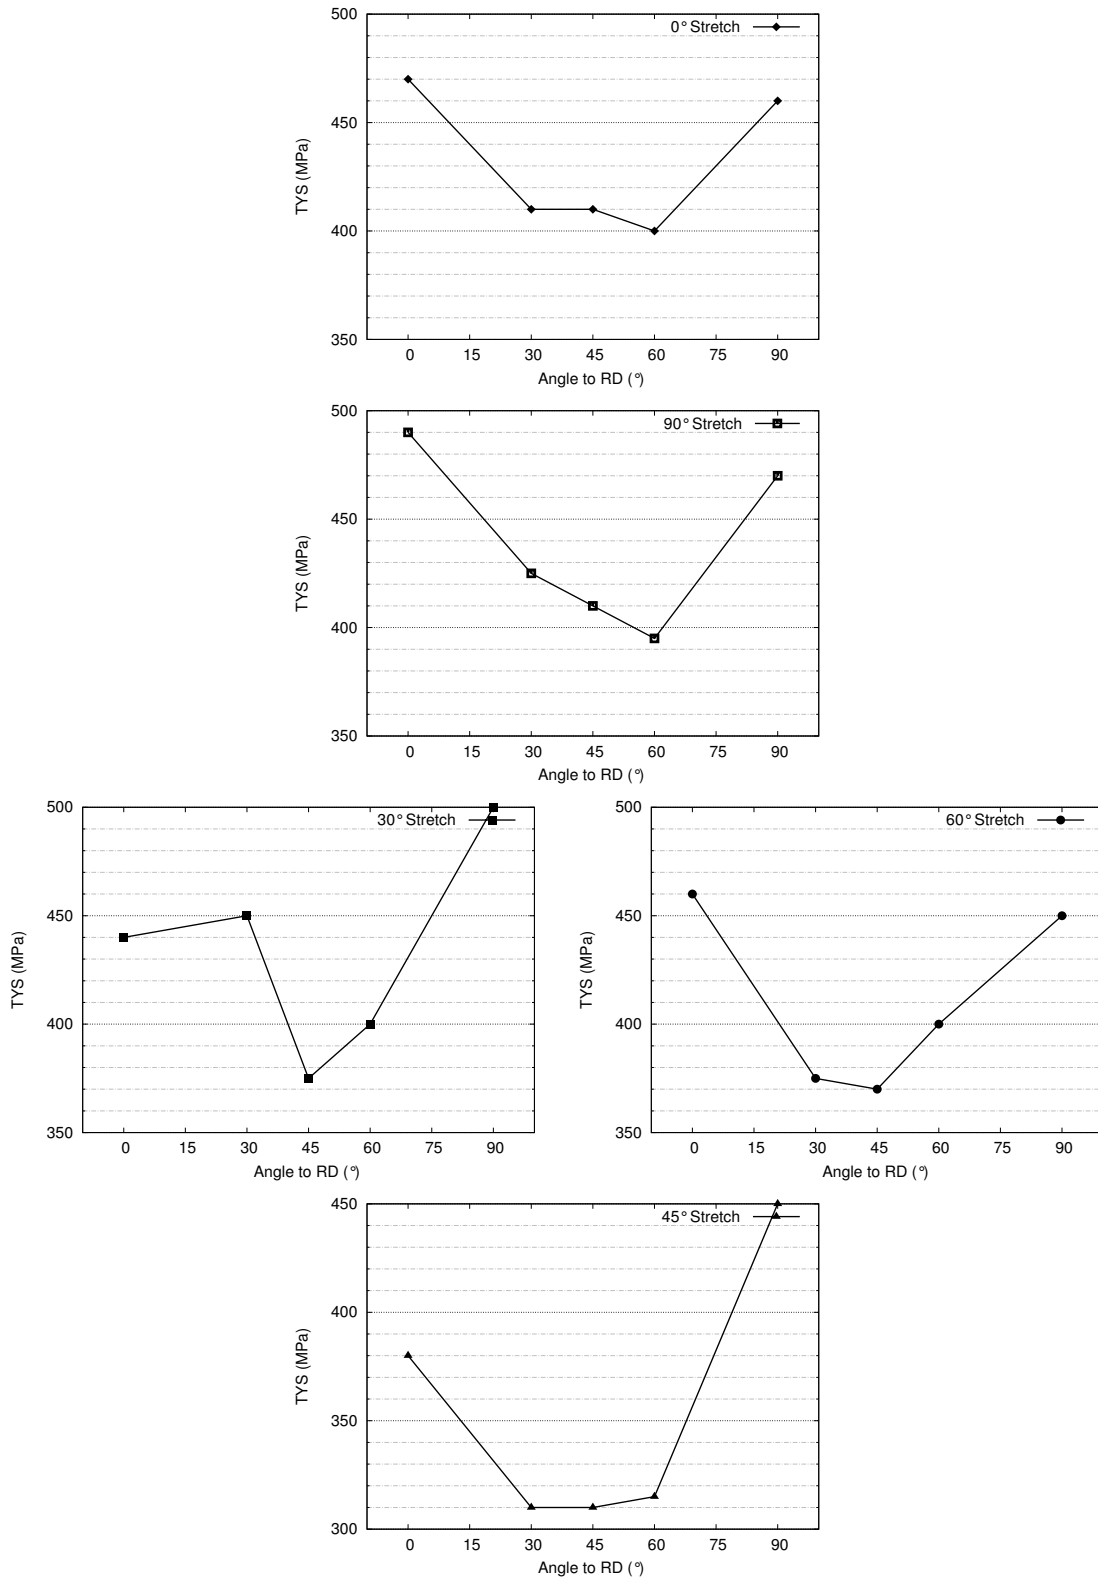 500
450
400
350
TYS (MPa)
0° Stretch
0 15 30 45 60 75 90
Angle to RD (°)
500
450
400
350
TYS (MPa)
90° Stretch
0 15 30 45 60 75 90
Angle to RD (°)
500
450
400
350
TYS (MPa)
30° Stretch
0 15 30 45 60 75 90
Angle to RD (°)
500
450
400
350
TYS (MPa)
60° Stretch
0 15 30 45 60 75 90
Angle to RD (°)
450
400
350
300
TYS (MPa)
45° Stretch
0 15 30 45 60 75 90
Angle to RD (°)